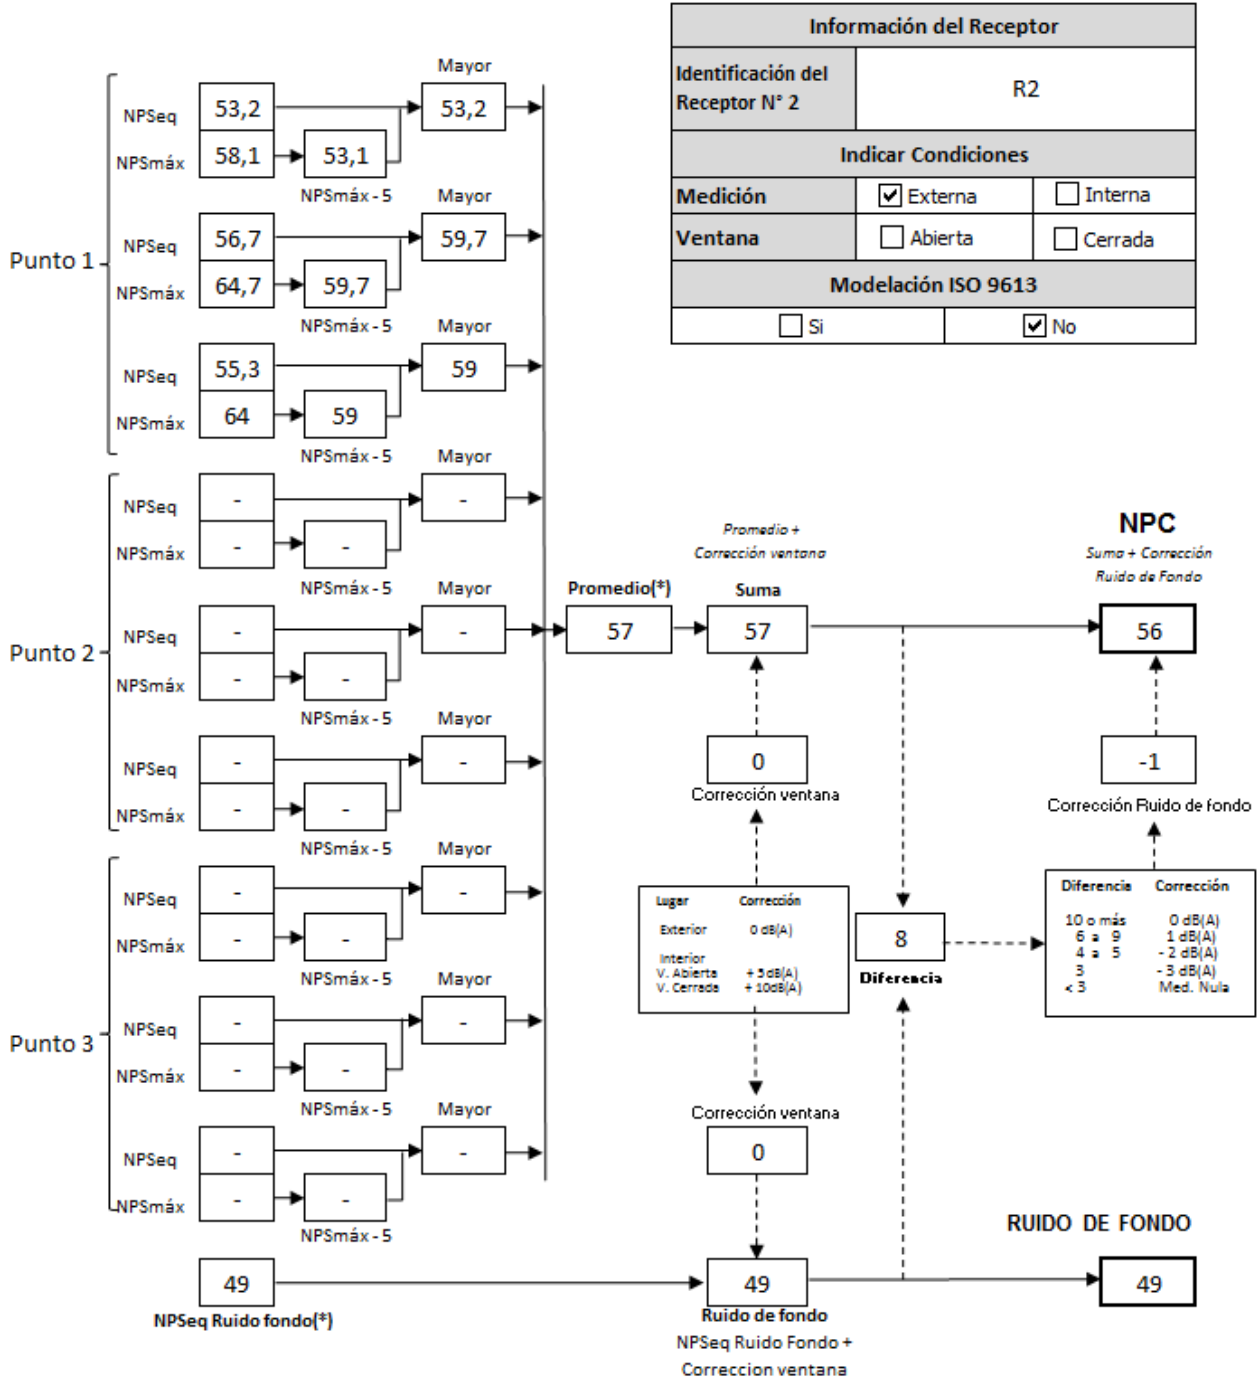 Información del Receptor
Identificación del Receptor N° 2
R2
Indicar Condiciones
Medición
Externa
Interna
Ventana
Abierta
Cerrada
Modelación ISO 9613
Si
No
Punto 1
Mayor
NPSeq
53,2
53,2
NPSmáx
58,1
53,1
NPSmáx - 5
Mayor
NPSeq
56,7
59,7
NPSmáx
64,7
59,7
NPSmáx - 5
Mayor
NPSeq
55,3
59
NPSmáx
64
59
NPSmáx - 5
Punto 2
Mayor
NPSeq
-
-
NPSmáx
-
-
NPSmáx - 5
Mayor
NPSeq
-
-
NPSmáx
-
-
NPSmáx - 5
Mayor
NPSeq
-
-
NPSmáx
-
-
NPSmáx - 5
Punto 3
Mayor
NPSeq
-
-
NPSmáx
-
-
NPSmáx - 5
Mayor
NPSeq
-
-
NPSmáx
-
-
NPSmáx - 5
Mayor
NPSeq
-
-
NPSmáx
-
-
NPSmáx - 5
Promedio(*)
57
Promedio +
Corrección ventana
Suma
57
NPC
Suma + Corrección
Ruido de Fondo
56
0
Corrección ventana
-1
Corrección Ruido de fondo
Lugar Corrección
Exterior 0 dB(A)
Interior
V. Abierta + 5dB(A)
V. Cerrada + 10dB(A)
8
Diferencia
Diferencia Corrección
10 o más 0 dB(A)
6 a 9 1 dB(A)
4 a 5 - 2 dB(A)
3 - 3 dB(A)
< 3 Med. Nula
Corrección ventana
0
49
NPSeq Ruido fondo(*)
49
Ruido de fondo
NPSeq Ruido Fondo +
Correccion ventana
RUIDO DE FONDO
49